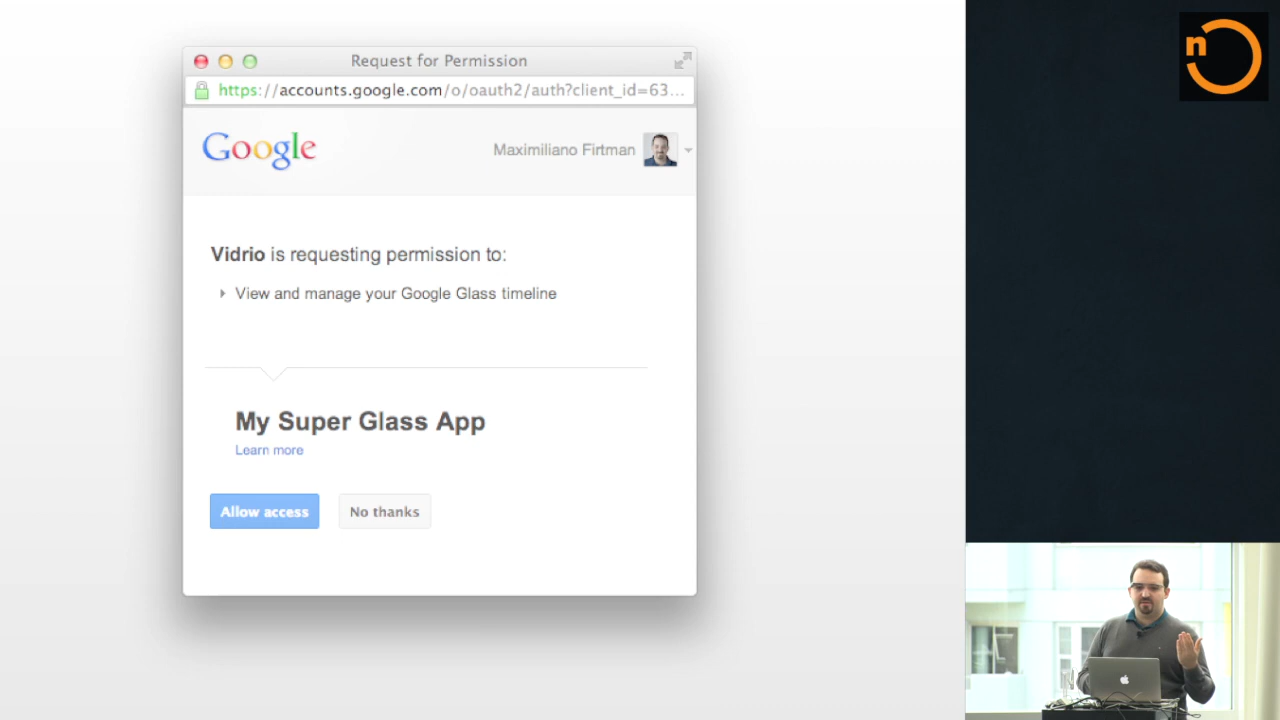 Request for Permission
https://accounts.google.com/o/oauth2/auth?client_id=63...
Google
Maximiliano Firtman
Vidrio is requesting permission to:
View and manage your Google Glass timeline
My Super Glass App
Learn more
Allow access
No thanks
n